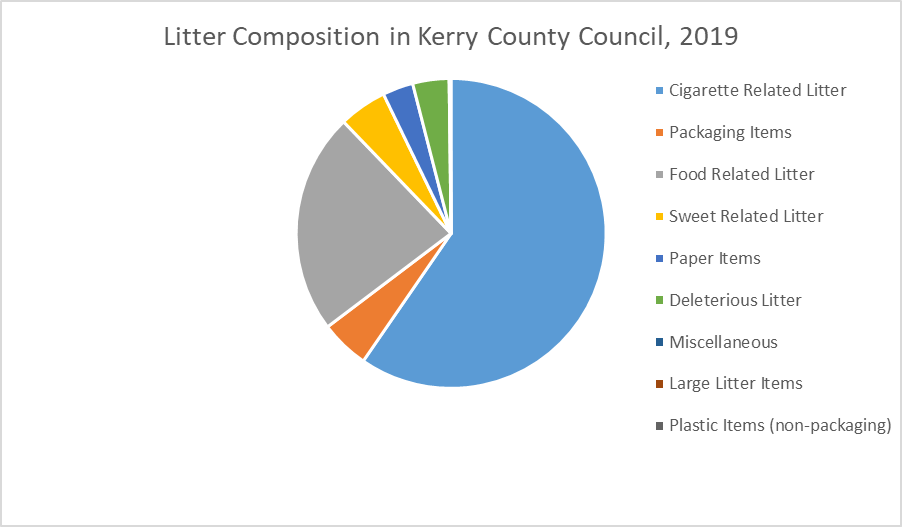 Litter Composition in Kerry County Council, 2019
Cigarette Related Litter
Packaging Items
Food Related Litter
Sweet Related Litter
Paper Items
Deleterious Litter
Miscellaneous
Large Litter Items
Plastic Items (non-packaging)